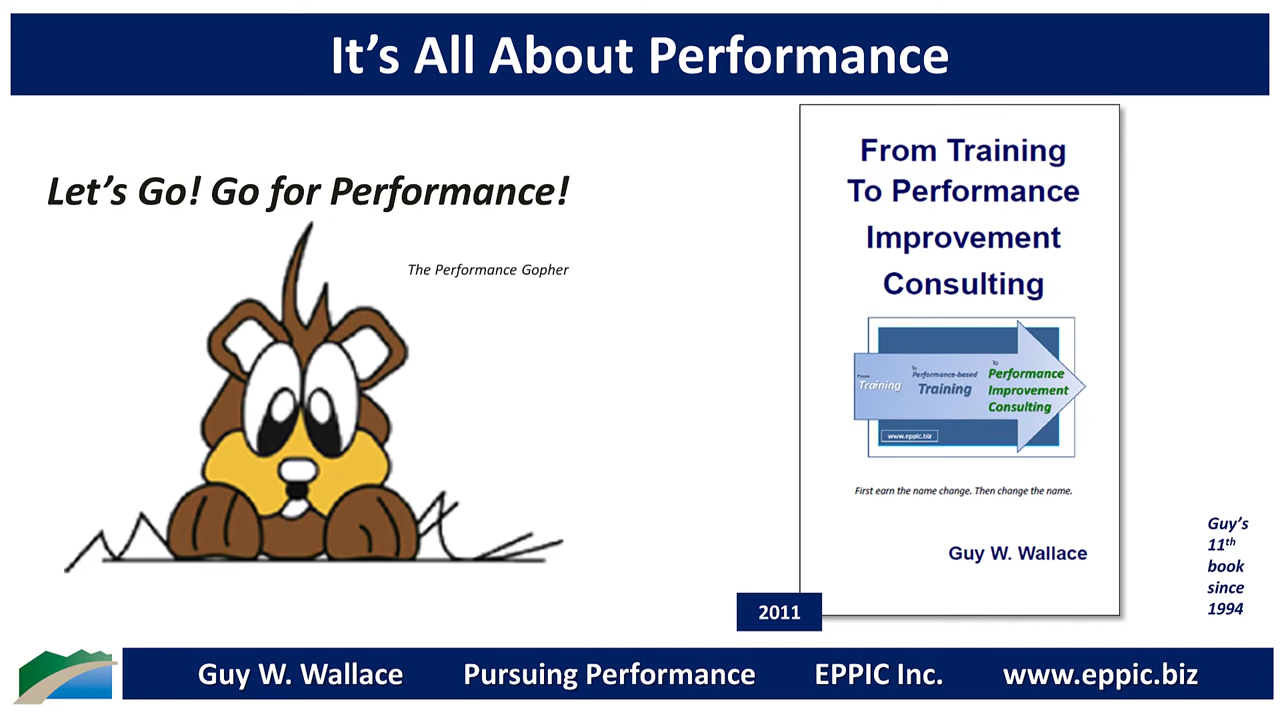 It’s All About Performance
Let’s Go! Go for Performance!
The Performance Gopher
From Training
To Performance
Improvement
Consulting
From
Training
To
Performance-based
Training
To
Performance
Improvement
Consulting
www.eppic.biz
First earn the name change. Then change the name.
Guy W. Wallace
2011
Guy’s
11th
book
since
1994
Guy W. Wallace Pursuing Performance EPPIC Inc. www.eppic.biz